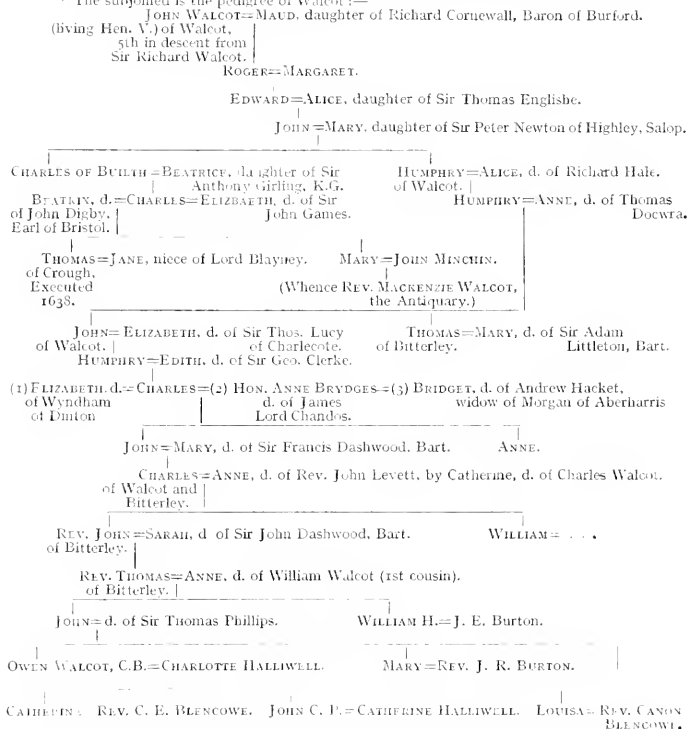 The subjoined is the pedigree of Walcot :—
JOHN WALCOT=MAUD, daughter of Richard Cornewall, Baron of Burford.
(living Hen. V.) of Walcot,
5th in descent from
Sir Richard Walcot.
ROGER=MARGARET.
EDWARD=ALICE, daughter of Sir Thomas Englishe.
JOHN=MARY, daughter of Sir Peter Newton of Highley, Salop.
CHARLES OF BUILTH=BEATRICE, daughter of Sir HUMPHRY=ALICE, d. of Richard Hale.
Anthony Girling, K.G. of Walcot.
BEATRIX, d.=CHARLES=ELIZBAETH, d. of Sir HUMPHRY=ANNE, d. of Thomas
of John Digby, John Games. Docwra.
Earl of Bristol.
THOMAS=JANE, niece of Lord Blayney. MARY=JOHN MINCHIN.
of Crough,
Executed (Whence REV. MACKENZIE WALCOT,
1638. the Antiquary.)
JOHN=ELIZABETH, d. of Sir Thos. Lucy THOMAS=MARY, d. of Sir Adam
of Walcot. of Charlecote. of Bitterley. Littleton, Bart.
HUMPHRY=EDITH, d. of Sir Geo. Clerke.
(1) ELIZABETH, d.=CHARLES=(2) HON. ANNE BRYDGES=(3) BRIDGET, d. of Andrew Hacket,
of Wyndham d. of James widow of Morgan of Aberharris
of Dinton Lord Chandos.
JOHN=MARY, d. of Sir Francis Dashwood, Bart. ANNE.
CHARLES=ANNE, d. of Rev. John Levett, by Catherine, d. of Charles Walcot.
of Walcot and
Bitterley.
REV. JOHN=SARAH, d of Sir John Dashwood, Bart. WILLIAM= . . .
of Bitterley.
REV. THOMAS=ANNE, d. of William Walcot (1st cousin).
of Bitterley.
JOHN=d. of Sir Thomas Phillips. WILLIAM H.=J. E. Burton.
OWEN WALCOT, C.B.=CHARLOTTE HALLIWELL. MARY=REV. J. R. BURTON.
CATHERINE REV. C. E. BLENCOWE. JOHN C. P.=CATHERINE HALLIWELL. LOUISA=REV. CANON
BLENCOWE.